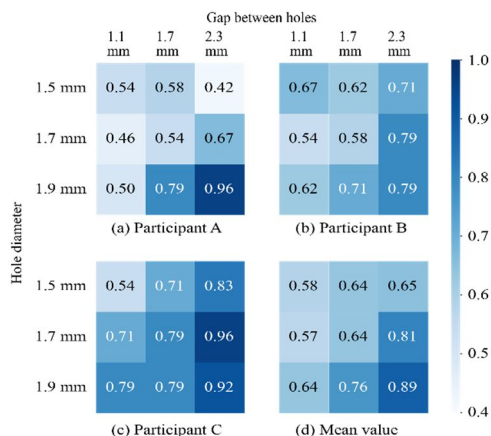 Gap between holes
1.1 mm 1.7 mm 2.3 mm 1.1 mm 1.7 mm 2.3 mm
1.0
1.5 mm 0.54 0.58 0.42 0.67 0.62 0.71
0.9
1.7 mm 0.46 0.54 0.67 0.54 0.58 0.79
1.9 mm 0.50 0.79 0.96 0.62 0.71 0.79
0.8
(a) Participant A (b) Participant B
Hole diameter
0.7
1.5 mm 0.54 0.71 0.83 0.58 0.64 0.65
0.6
1.7 mm 0.71 0.79 0.96 0.57 0.64 0.81
0.5
1.9 mm 0.79 0.79 0.92 0.64 0.76 0.89
0.4
(c) Participant C (d) Mean value